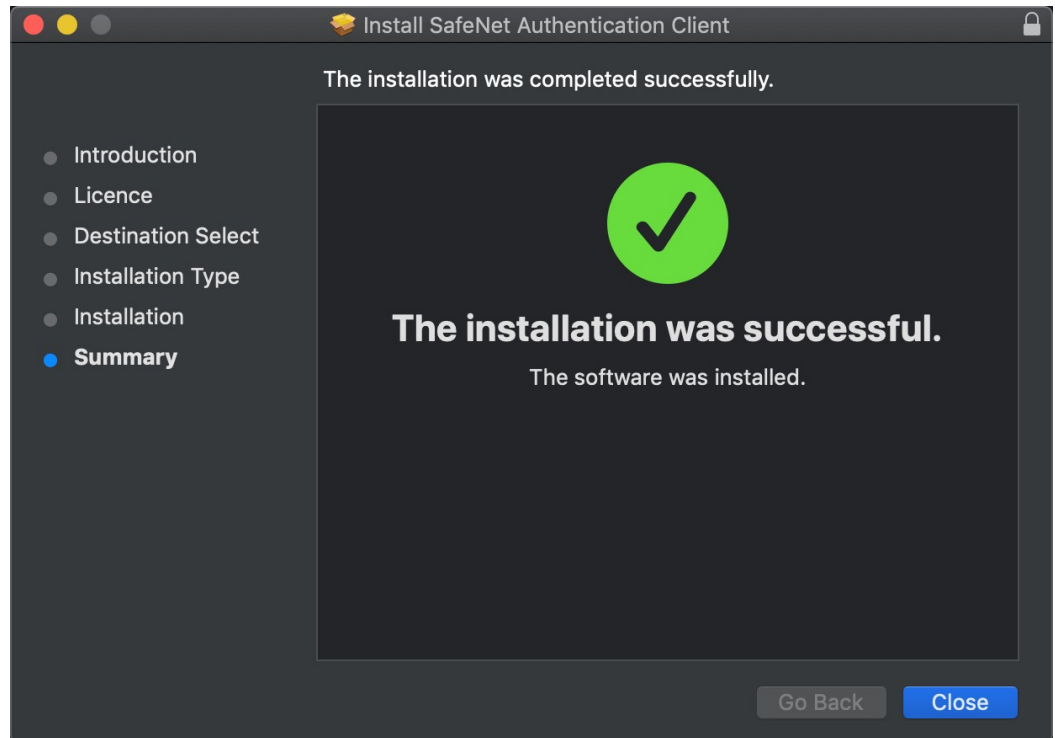 Install SafeNet Authentication Client
The installation was completed successfully.
Introduction
Licence
Destination Select
Installation Type
Installation
Summary
The installation was successful.
The software was installed.
Go Back
Close